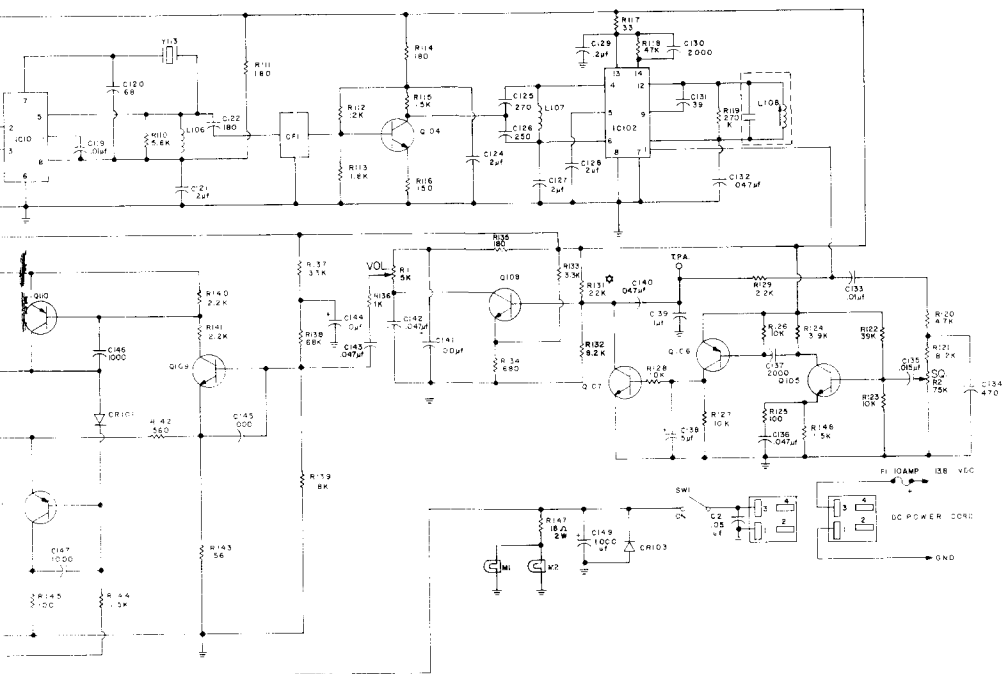 Y113
C120
68
R111
180
7
5
2
3
8
6
C119
.01µf
R110
5.6K
L106
C122
180
C121
.2µf
CF1
R112
12K
R113
1.8K
R114
180
R115
1.5K
Q104
R116
150
C124
.2µf
C125
270
C126
250
L107
C127
.2µf
C128
.2µf
R117
33
C129
.2µf
R118
47K
C130
2000
13
14
4
12
5
9
6
8
7
1
IC102
C131
39
R119
270
K
L108
C132
.047µf
Q110
R140
2.2K
R141
2.2K
C146
1000
Q109
CR101
R142
560
C145
R137
3.3K
R138
68K
C144
C143
.047µf
VOL
R1
5K
R136
1K
C142
.047µf
C141
R135
180
Q108
R134
680
R133
3.3K
R131
22K
C140
.047µf
R132
8.2K
T.P.A.
C139
.1µf
R129
2.2K
C133
.01µf
R120
4.7K
R121
8.2K
SQ.
R2
75K
C134
470
C135
.015µf
R122
39K
R123
10K
R124
3.9K
R126
10K
Q106
C137
2000
Q105
Q107
R128
10K
C138
5µf
R127
10K
R125
100
C136
.047µf
R148
1.5K
R139
R143
56
C147
1000
R145
100
R144
1.5K
R147
18Ω
2W
C149
1000
µf
CR103
M1
M2
SW1
ON
C2
.05
µf
3
4
1
2
3
4
1
2
F1 10AMP
13.8 VDC
DC POWER CORD
GND